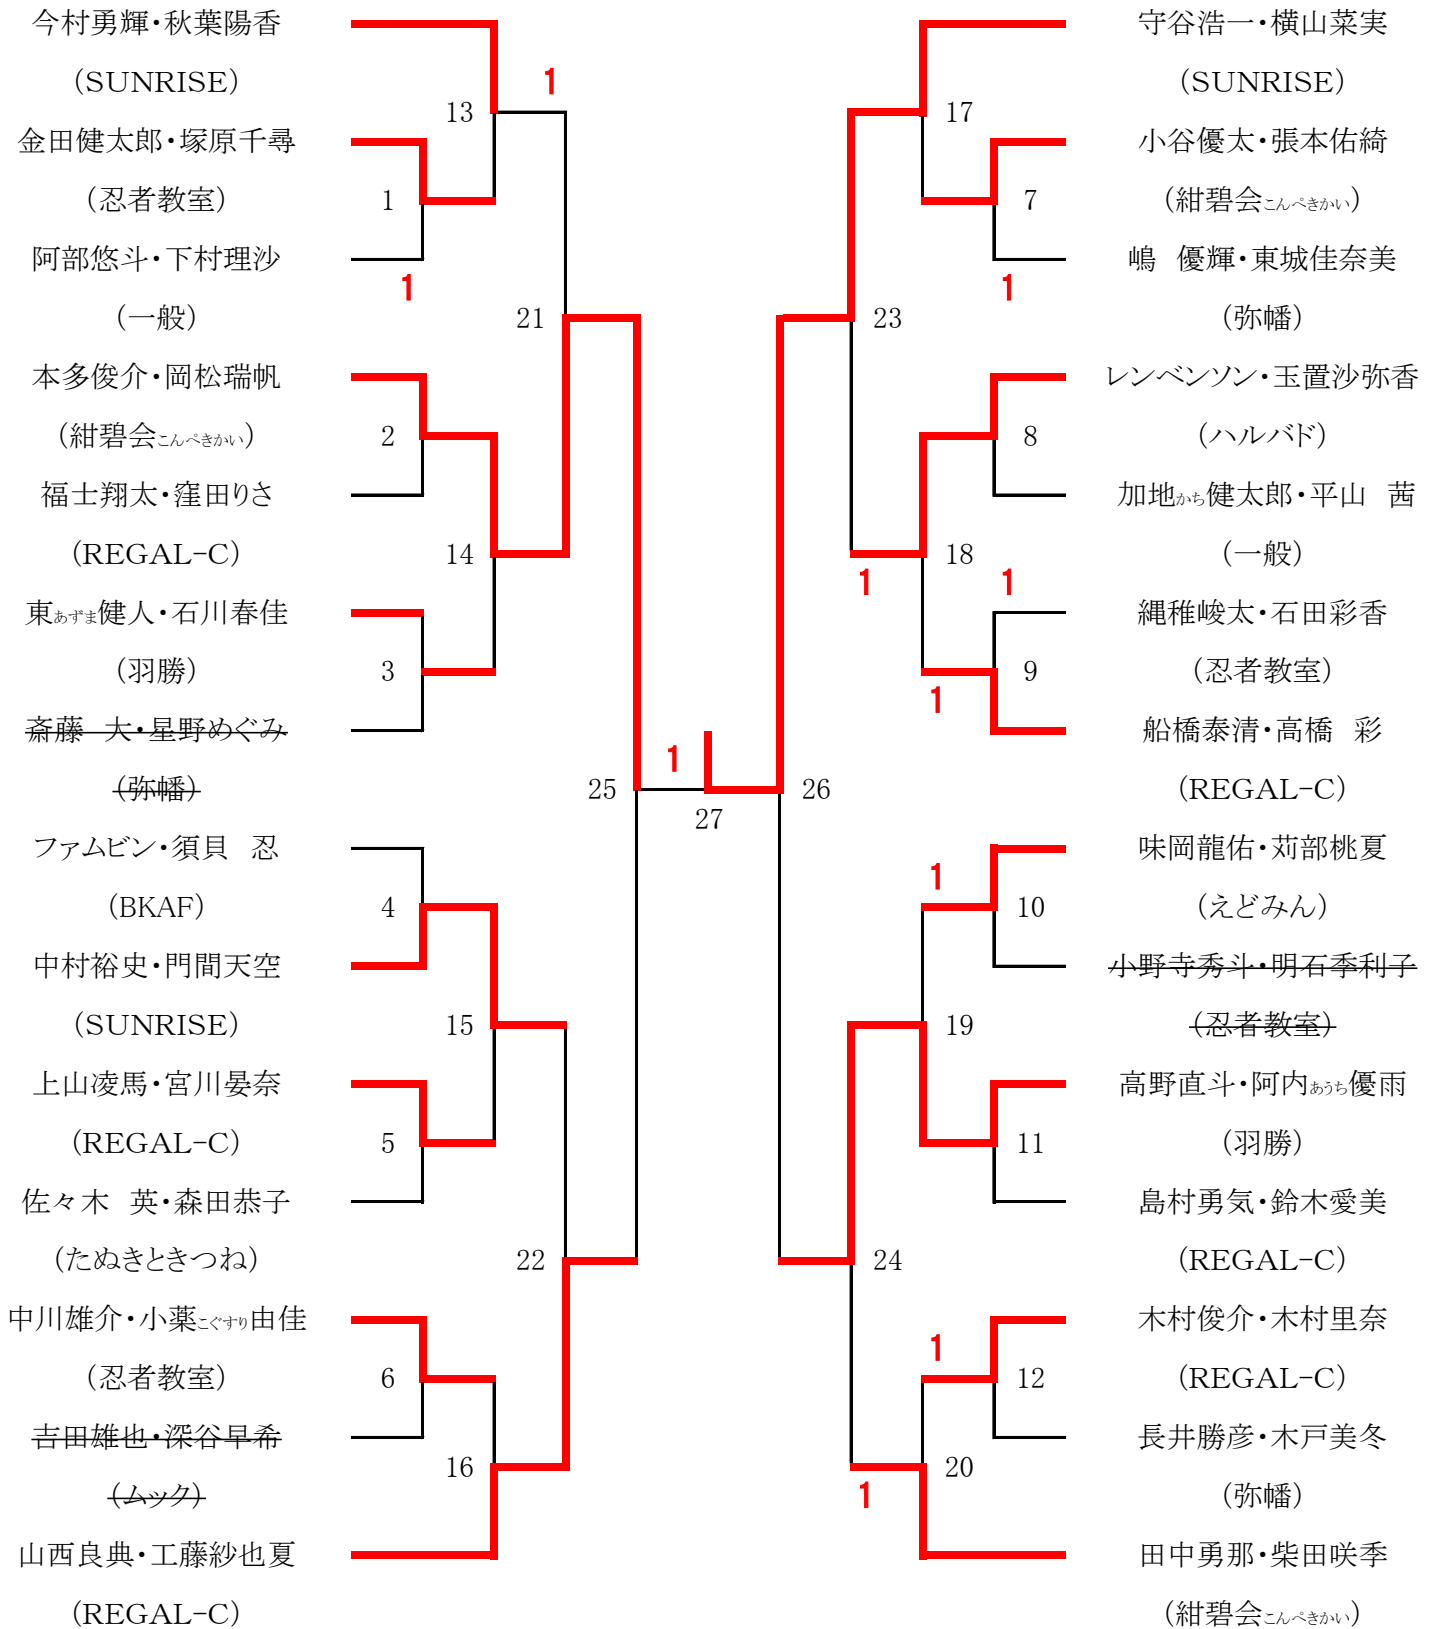 今村勇輝・秋葉陽香
(SUNRISE)
金田健太郎・塚原千尋
(忍者教室)
阿部悠斗・下村理沙
(一般)
本多俊介・岡松瑞帆
(紺碧会こんぺきかい)
福士翔太・窪田りさ
(REGAL-C)
東あずま健人・石川春佳
(羽勝)
斎藤　大・星野めぐみ
(弥幡)
ファムビン・須貝　忍
(BKAF)
中村裕史・門間天空
(SUNRISE)
上山凌馬・宮川晏奈
(REGAL-C)
佐々木　英・森田恭子
(たぬきときつね)
中川雄介・小薬こぐすり由佳
(忍者教室)
吉田雄也・深谷早希
(ムック)
山西良典・工藤紗也夏
(REGAL-C)
13
1
1
1
21
2
14
3
25
4
15
5
22
6
16
1
27
26
17
7
1
23
8
18
1
1
9
1
1
10
19
11
24
1
12
20
1
守谷浩一・横山菜実
(SUNRISE)
小谷優太・張本佑綺
(紺碧会こんぺきかい)
嶋　優輝・東城佳奈美
(弥幡)
レンベンソン・玉置沙弥香
(ハルバド)
加地かち健太郎・平山　茜
(一般)
縄稚峻太・石田彩香
(忍者教室)
船橋泰清・高橋　彩
(REGAL-C)
味岡龍佑・苅部桃夏
(えどみん)
小野寺秀斗・明石季利子
(忍者教室)
高野直斗・阿内あうち優雨
(羽勝)
島村勇気・鈴木愛美
(REGAL-C)
木村俊介・木村里奈
(REGAL-C)
長井勝彦・木戸美冬
(弥幡)
田中勇那・柴田咲季
(紺碧会こんぺきかい)